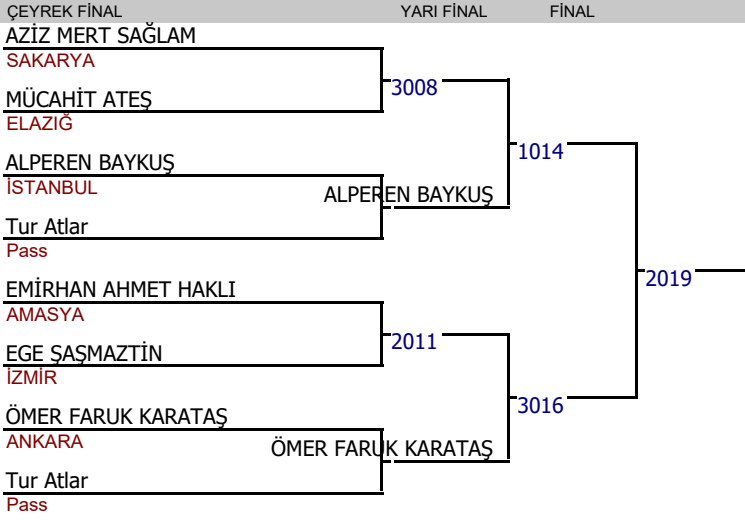 ÇEYREK FİNAL YARI FİNAL FİNAL
AZİZ MERT SAĞLAM
SAKARYA
3008
MÜCAHİT ATEŞ
ELAZIĞ
1014
ALPEREN BAYKUŞ
İSTANBUL
ALPEREN BAYKUŞ
Tur Atlar
Pass
2019
EMİRHAN AHMET HAKLI
AMASYA
2011
EGE ŞAŞMAZTİN
İZMİR
3016
ÖMER FARUK KARATAŞ
ANKARA
ÖMER FARUK KARATAŞ
Tur Atlar
Pass